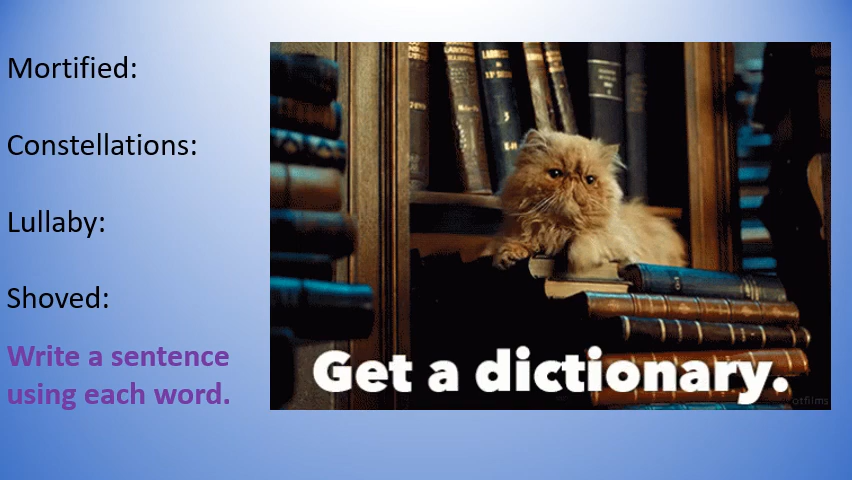 Mortified:
Constellations:
Lullaby:
Shoved:
Write a sentence
using each word.
Get a dictionary.